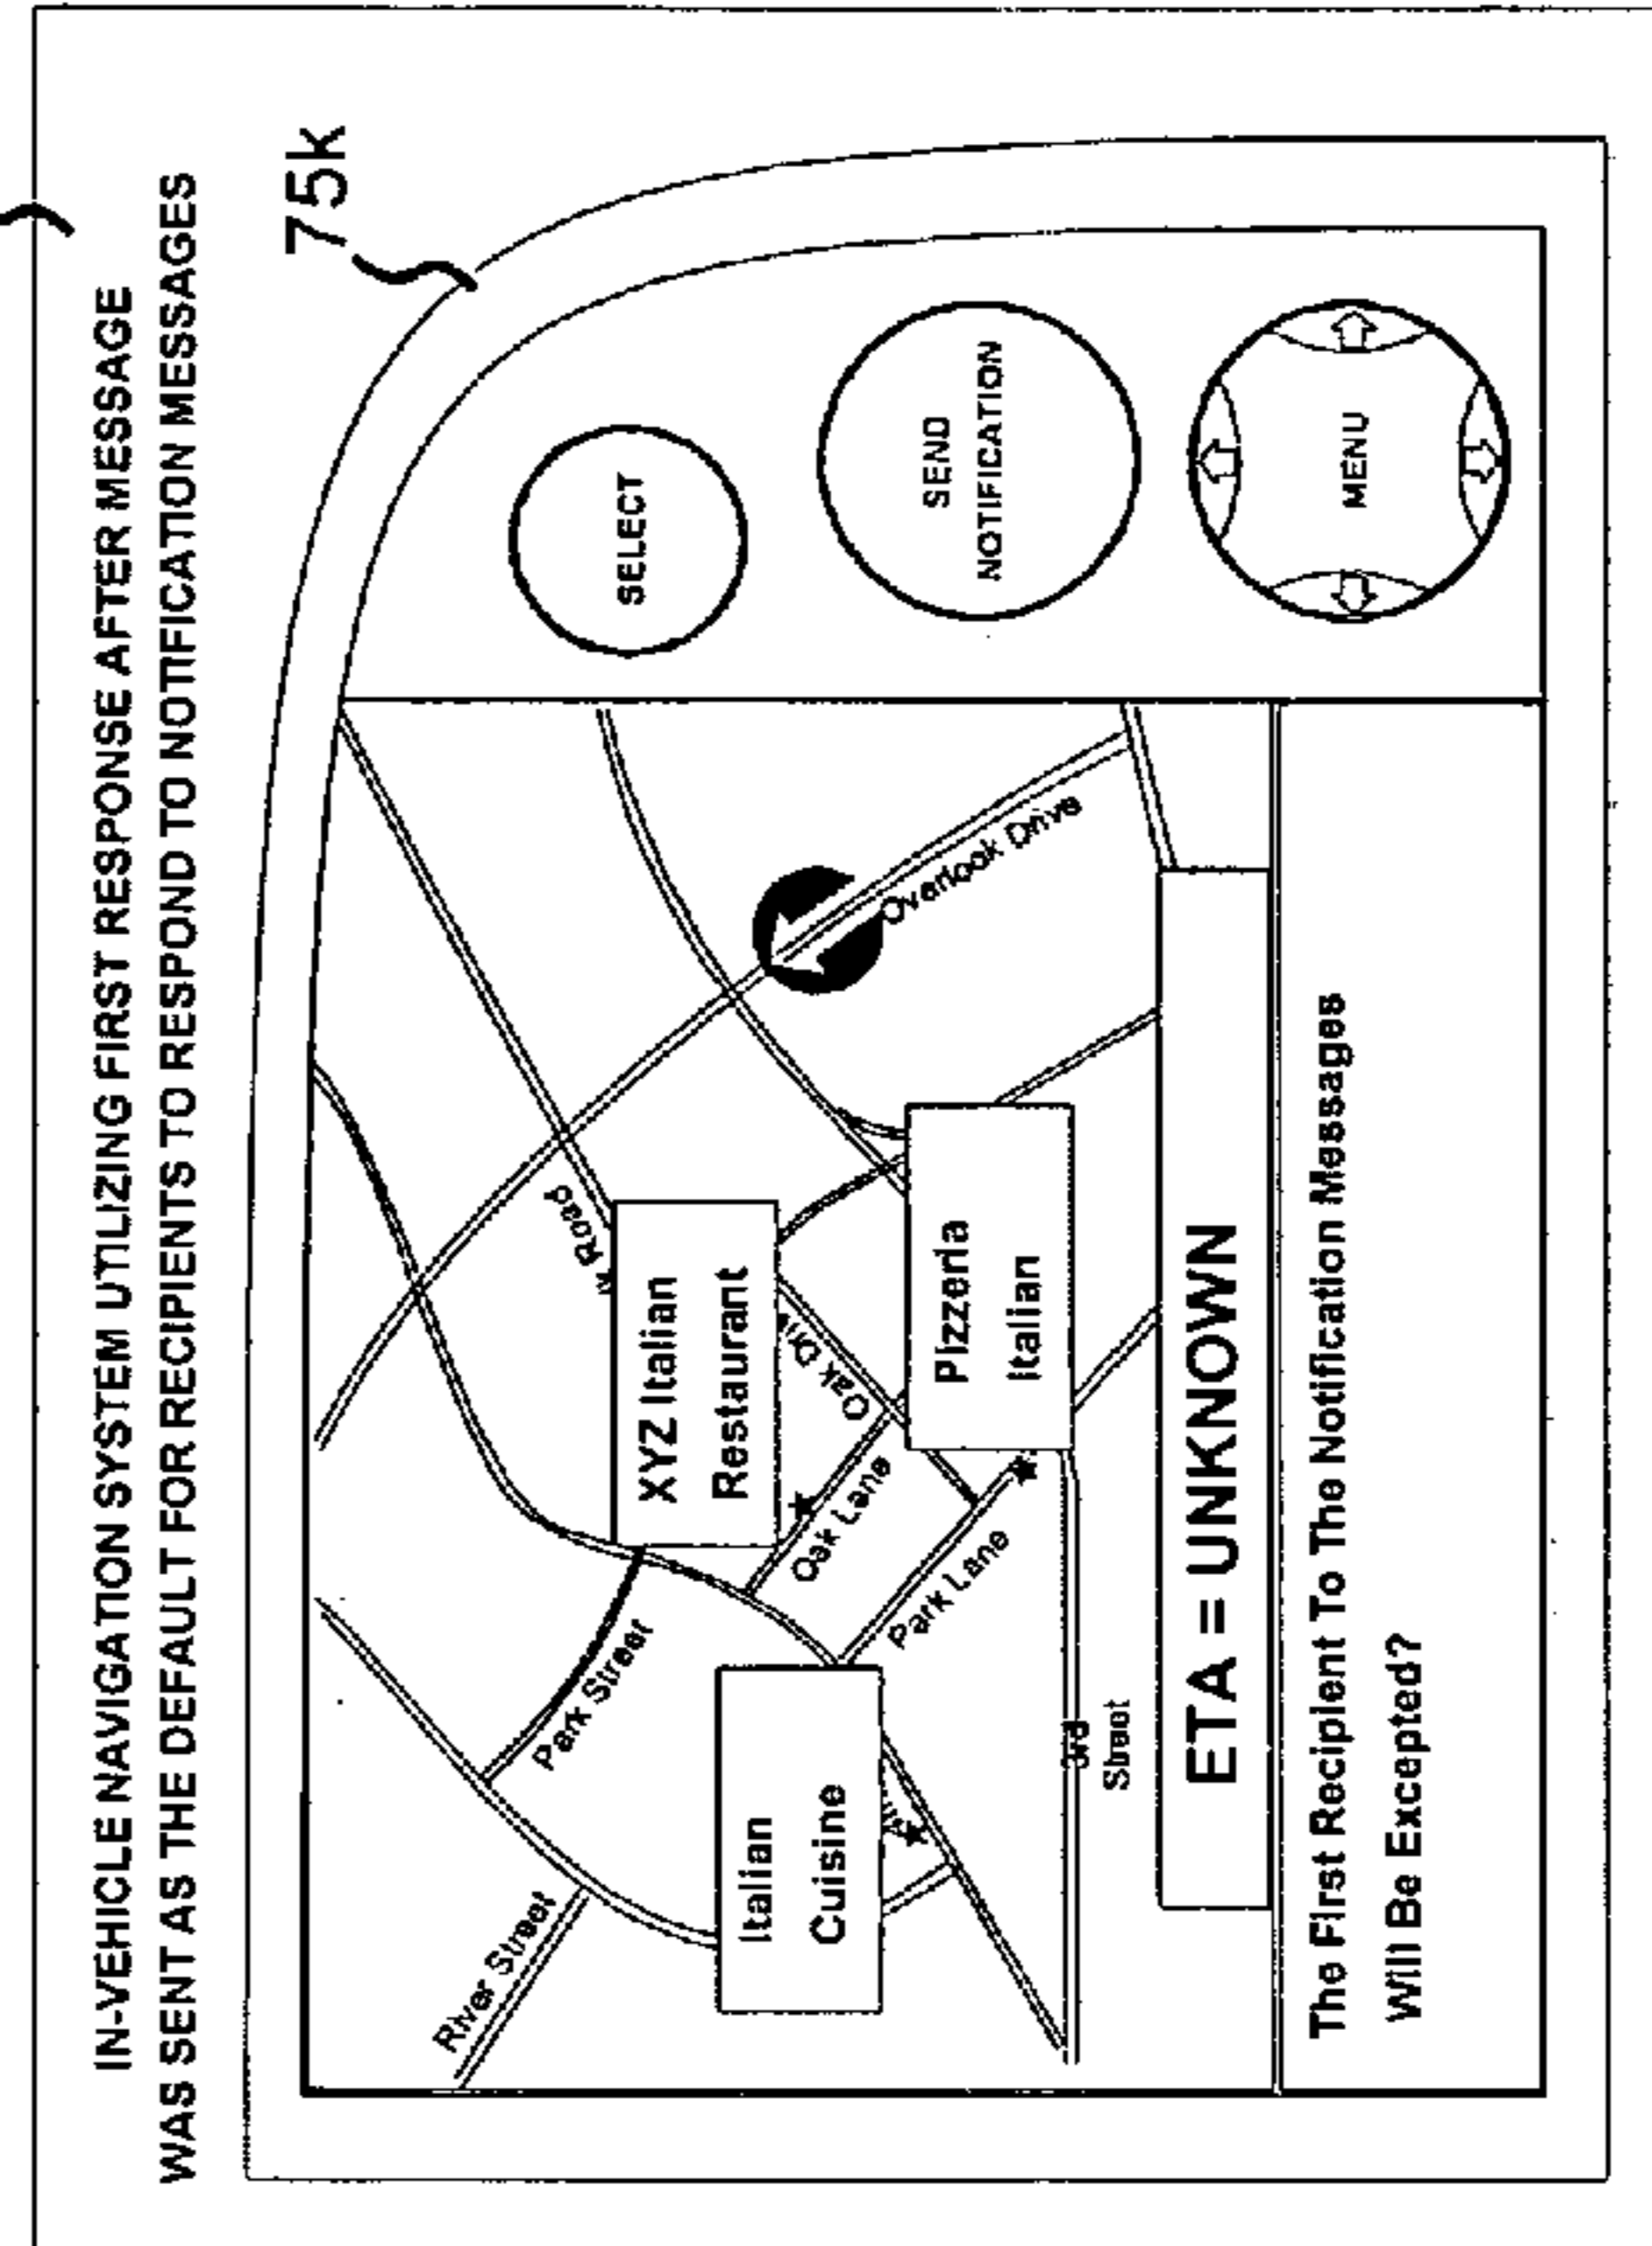 IN-VEHICLE NAVIGATION SYSTEM UTILIZING FIRST RESPONSE AFTER MESSAGE
WAS SENT AS THE DEFAULT FOR RECIPIENTS TO RESPOND TO NOTIFICATION MESSAGES
75k
River Street
Park Street
Road
XYZ Italian
Restaurant
Italian
Cuisine
Oak Lane
Oak
Park Lane
Pizzeria
Italian
Overlook Drive
3rd
Street
ETA = UNKNOWN
The First Recipient To The Notification Messages
Will Be Excepted?
SELECT
SEND
NOTIFICATION
MENU